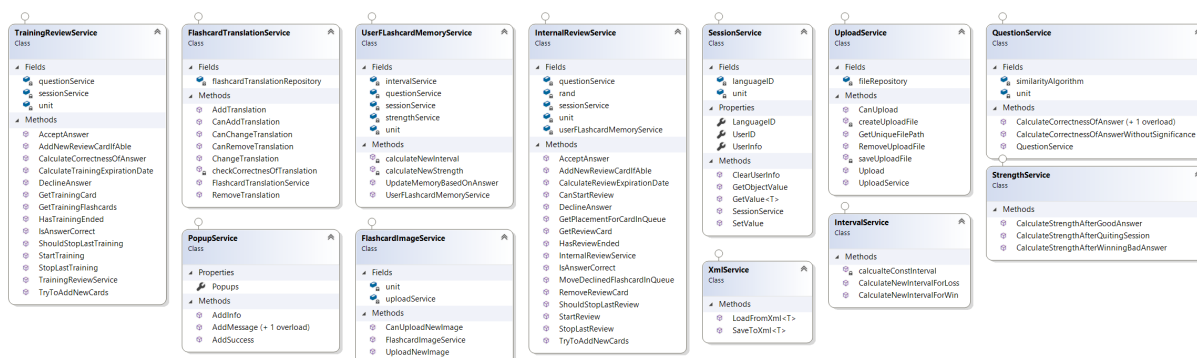 TrainingReviewService
Class
Fields
questionService
sessionService
unit
Methods
AcceptAnswer
AddNewReviewCardIfAble
CalculateCorrectnessOfAnswer
CalculateTrainingExpirationDate
DeclineAnswer
GetTrainingCard
GetTrainingFlashcards
HasTrainingEnded
IsAnswerCorrect
ShouldStopLastTraining
StartTraining
StopLastTraining
TrainingReviewService
TryToAddNewCards
FlashcardTranslationService
Class
Fields
flashcardTranslationRepository
Methods
AddTranslation
CanAddTranslation
CanChangeTranslation
CanRemoveTranslation
ChangeTranslation
checkCorrectnesOfTranslation
FlashcardTranslationService
RemoveTranslation
PopupService
Class
Properties
Popups
Methods
AddInfo
AddMessage (+ 1 overload)
AddSuccess
UserFLashcardMemoryService
Class
Fields
intervalService
questionService
sessionService
strengthService
unit
Methods
calculateNewInterval
calculateNewStrength
UpdateMemoryBasedOnAnswer
UserFLashcardMemoryService
FlashcardImageService
Class
Fields
unit
uploadService
Methods
CanUploadNewImage
FlashcardImageService
UploadNewImage
InternalReviewService
Class
Fields
questionService
rand
sessionService
unit
userFLashcardMemoryService
Methods
AcceptAnswer
AddNewReviewCardIfAble
CalculateReviewExpirationDate
CanStartReview
DeclineAnswer
GetPlacementForCardInQueue
GetReviewCard
HasReviewEnded
InternalReviewService
IsAnswerCorrect
MoveDeclinedFlashcardInQueue
RemoveReviewCard
ShouldStopLastReview
StartReview
StopLastReview
TryToAddNewCards
SessionService
Class
Fields
languageID
unit
Properties
LanguageID
UserID
UserInfo
Methods
ClearUserInfo
GetObjectValue
GetValue<T>
SessionService
SetValue
XmlService
Class
Methods
LoadFromXml<T>
SaveToXml<T>
UploadService
Class
Fields
fileRepository
Methods
CanUpload
createUploadFile
GetUniqueFilePath
RemoveUploadFile
saveUploadFile
Upload
UploadService
IntervalService
Class
Methods
calcualteConstInterval
CalculateNewIntervalForLoss
CalculateNewIntervalForWin
QuestionService
Class
Fields
similarityAlgorithm
unit
Methods
CalculateCorrectnessOfAnswer (+ 1 overload)
CalculateCorrectnessOfAnswerWithoutSignificance
QuestionService
StrengthService
Class
Methods
CalculateStrengthAfterGoodAnswer
CalculateStrengthAfterQuitingSession
CalculateStrengthAfterWinningBadAnswer